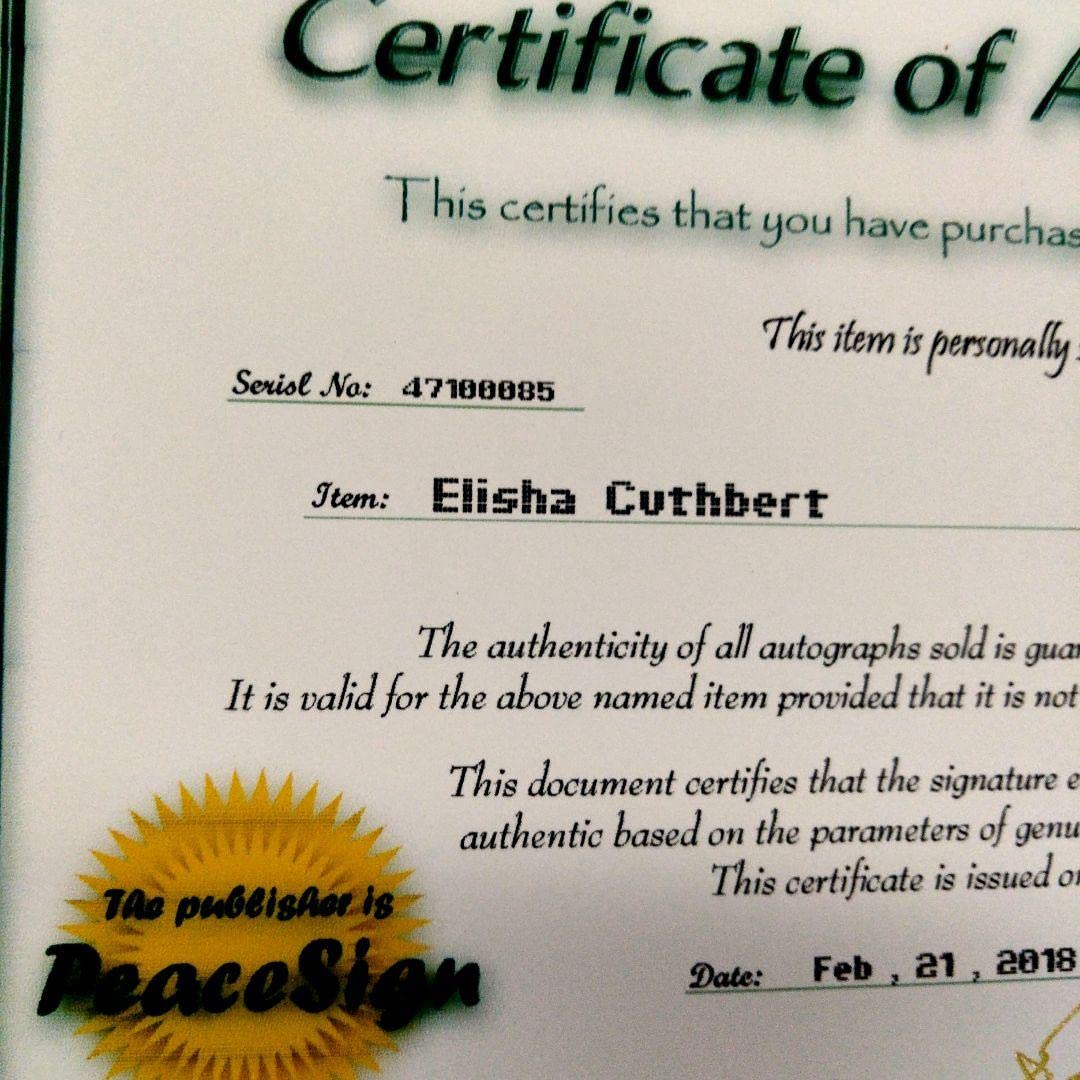 Certificate of A
This certifies that you have purchas
This item is personally
Serisl No: 47100085
Item: Elisha Cuthbert
The authenticity of all autographs sold is guar
It is valid for the above named item provided that it is not
This document certifies that the signature e
authentic based on the parameters of genu
This certificate is issued on
The publisher is
PeaceSign
Date: Feb , 21 , 2018